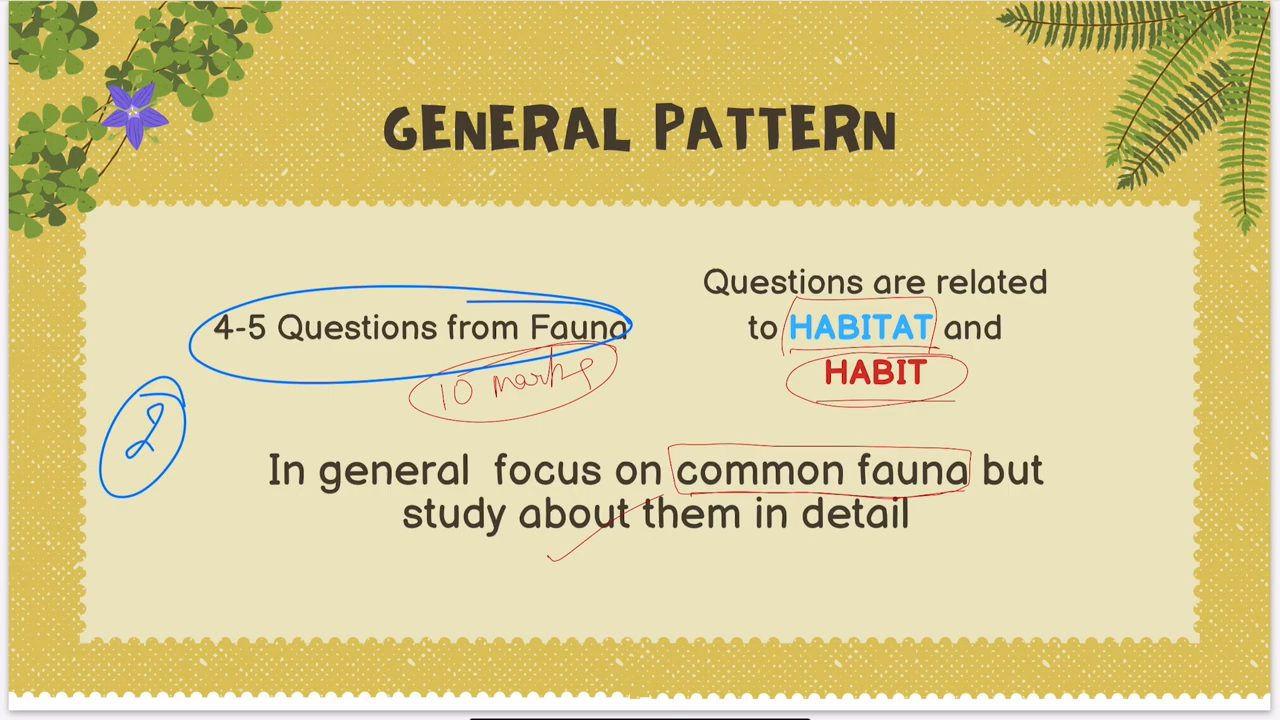 GENERAL PATTERN
4-5 Questions from Fauna
10 marks
Questions are related
to HABITAT and
HABIT
2
In general focus on common fauna but
study about them in detail